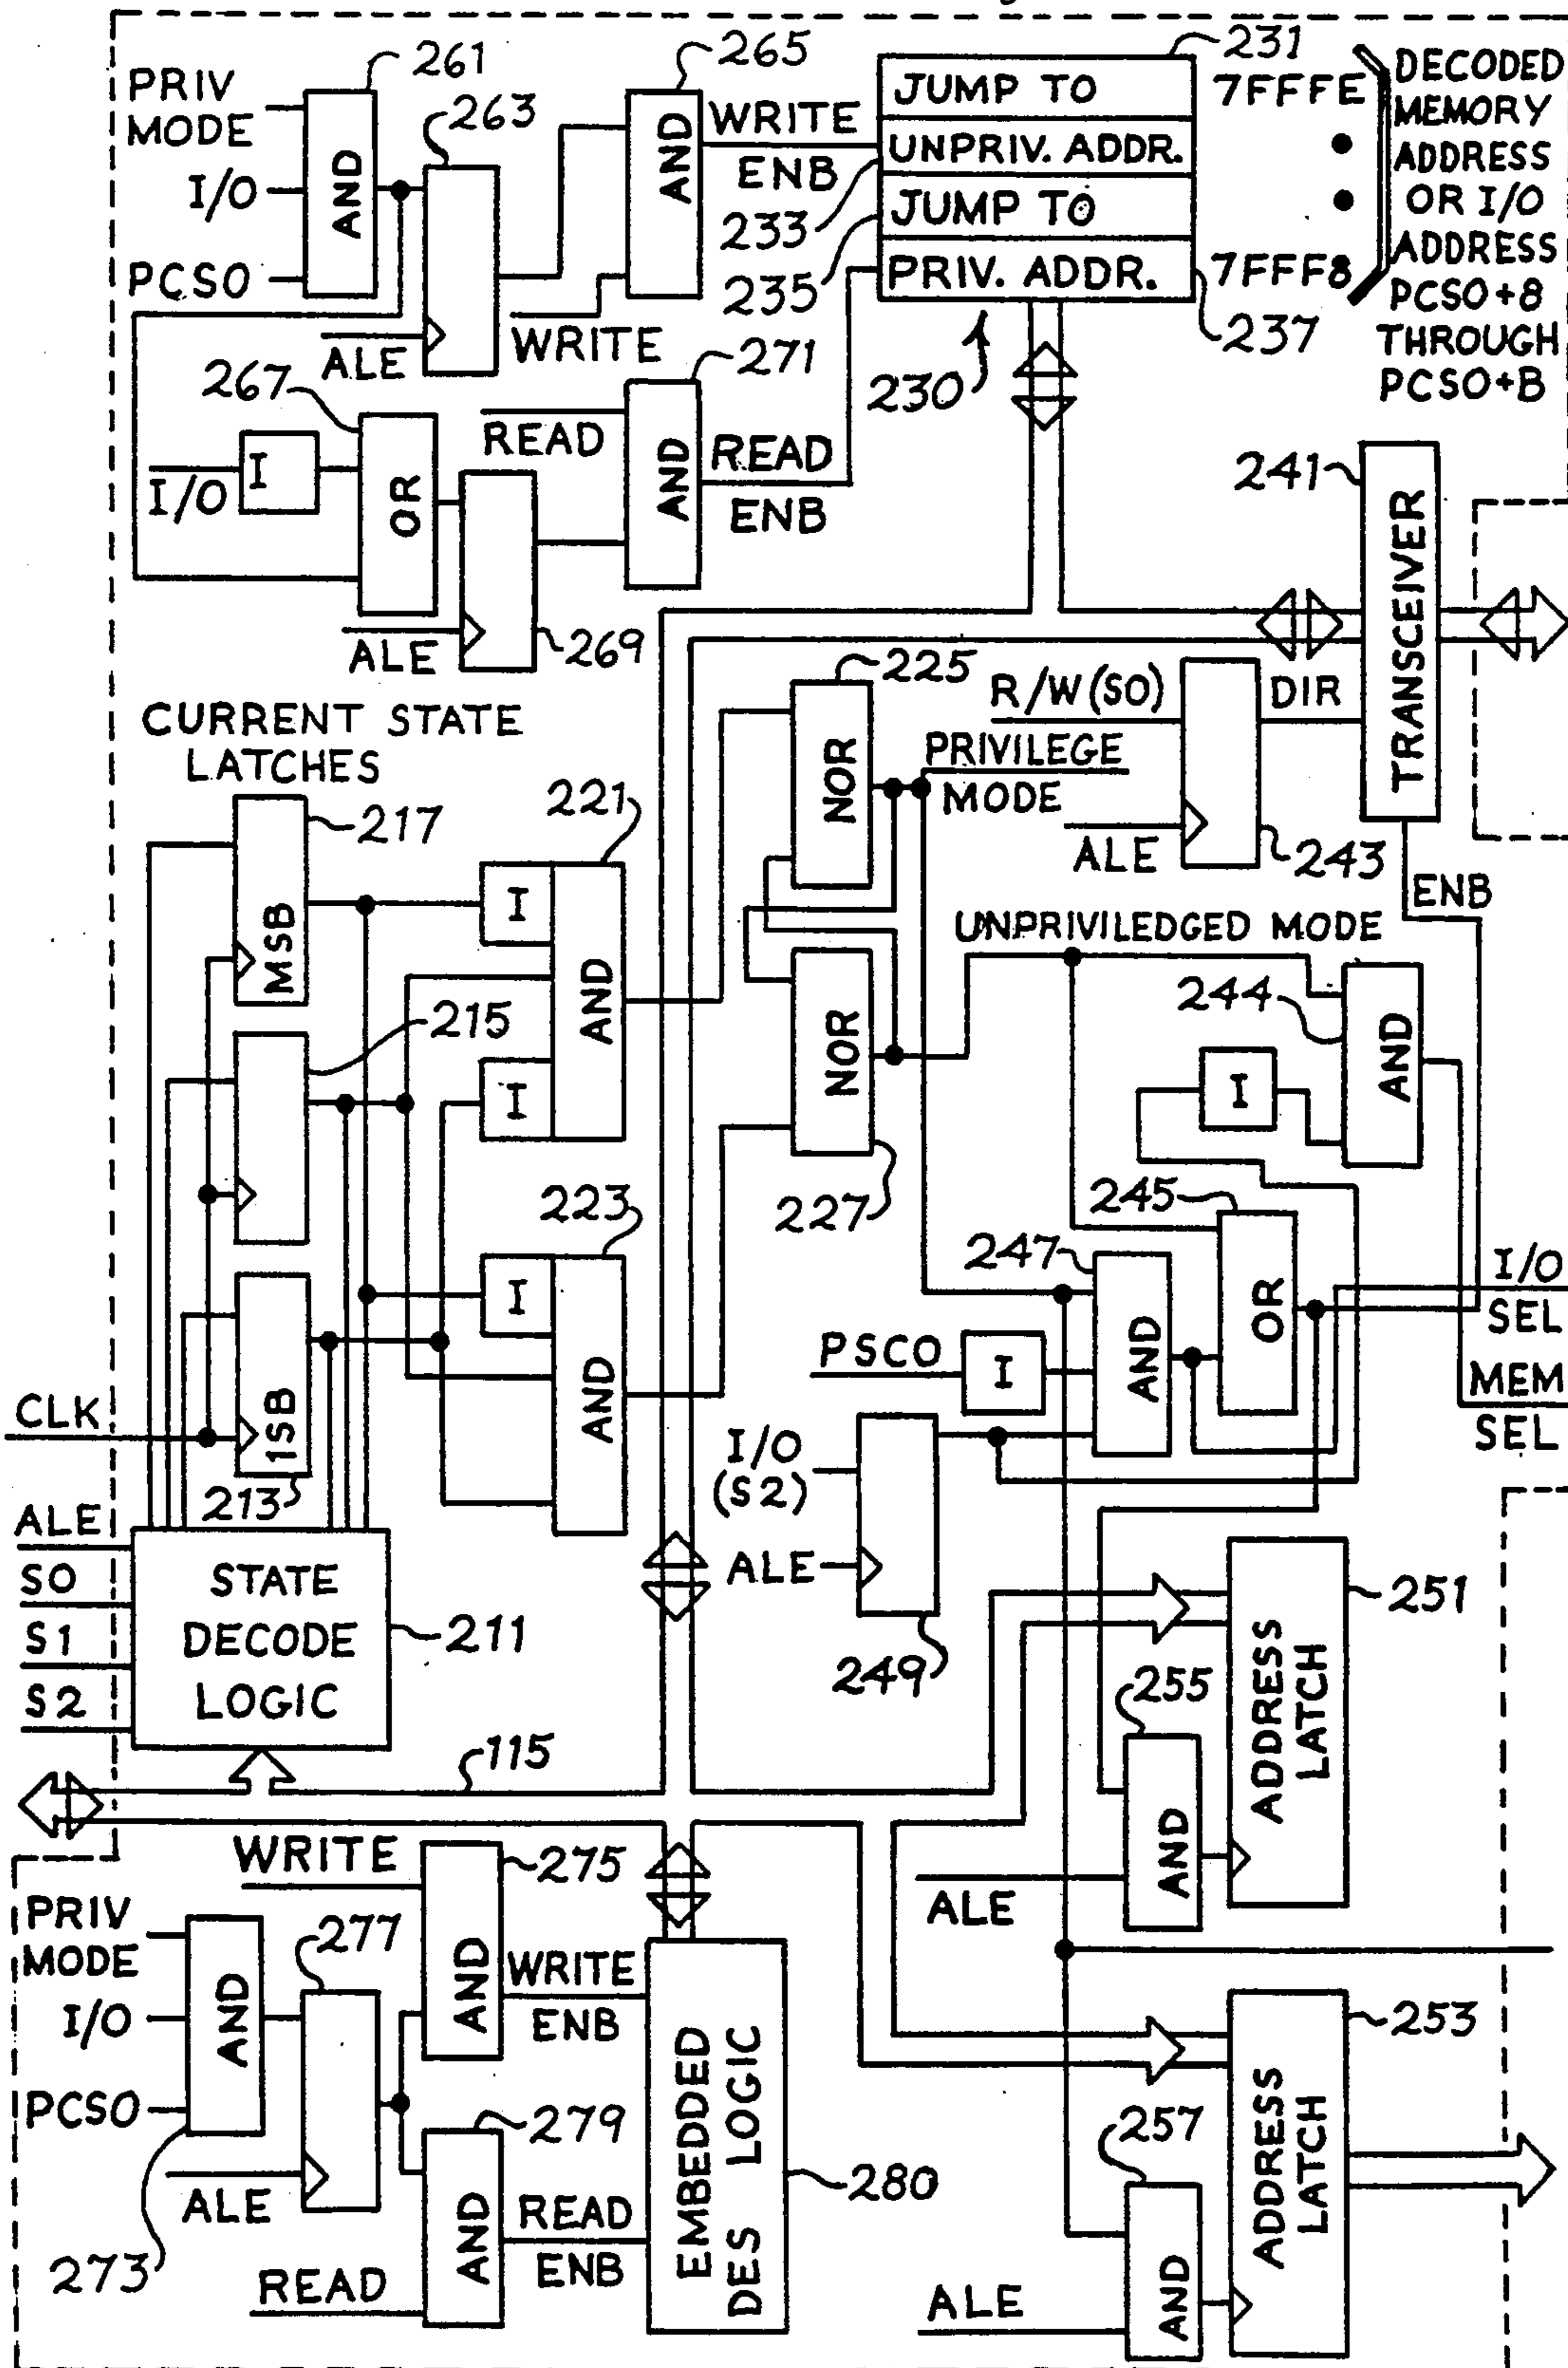 PRIV
MODE
I/O
PCSO
261
AND
263
ALE
265
AND
WRITE
WRITE
ENB
231
JUMP TO
UNPRIV. ADDR.
JUMP TO
PRIV. ADDR.
233
235
237
230
7FFFE
7FFF8
DECODED
MEMORY
ADDRESS
OR I/O
ADDRESS
PCSO+8
THROUGH
PCSO+B
267
I/O
I
OR
ALE
269
271
READ
AND
READ
ENB
241
TRANSCEIVER
R/W(SO)
DIR
ALE
243
ENB
CURRENT STATE
LATCHES
217
MSB
215
1SB
213
CLK
221
I
AND
I
223
I
AND
225
NOR
PRIVILEGE
MODE
NOR
227
UNPRIVILEDGED MODE
244
AND
I
245
OR
247
AND
PSCO
I
I/O
(S2)
ALE
249
I/O
SEL
MEM
SEL
ALE
SO
S1
S2
STATE
DECODE
LOGIC
211
115
251
ADDRESS
LATCH
255
AND
ALE
WRITE
275
AND
WRITE
ENB
PRIV
MODE
I/O
PCSO
AND
273
277
ALE
279
AND
READ
READ
ENB
EMBEDDED
DES LOGIC
280
253
ADDRESS
LATCH
257
AND
ALE